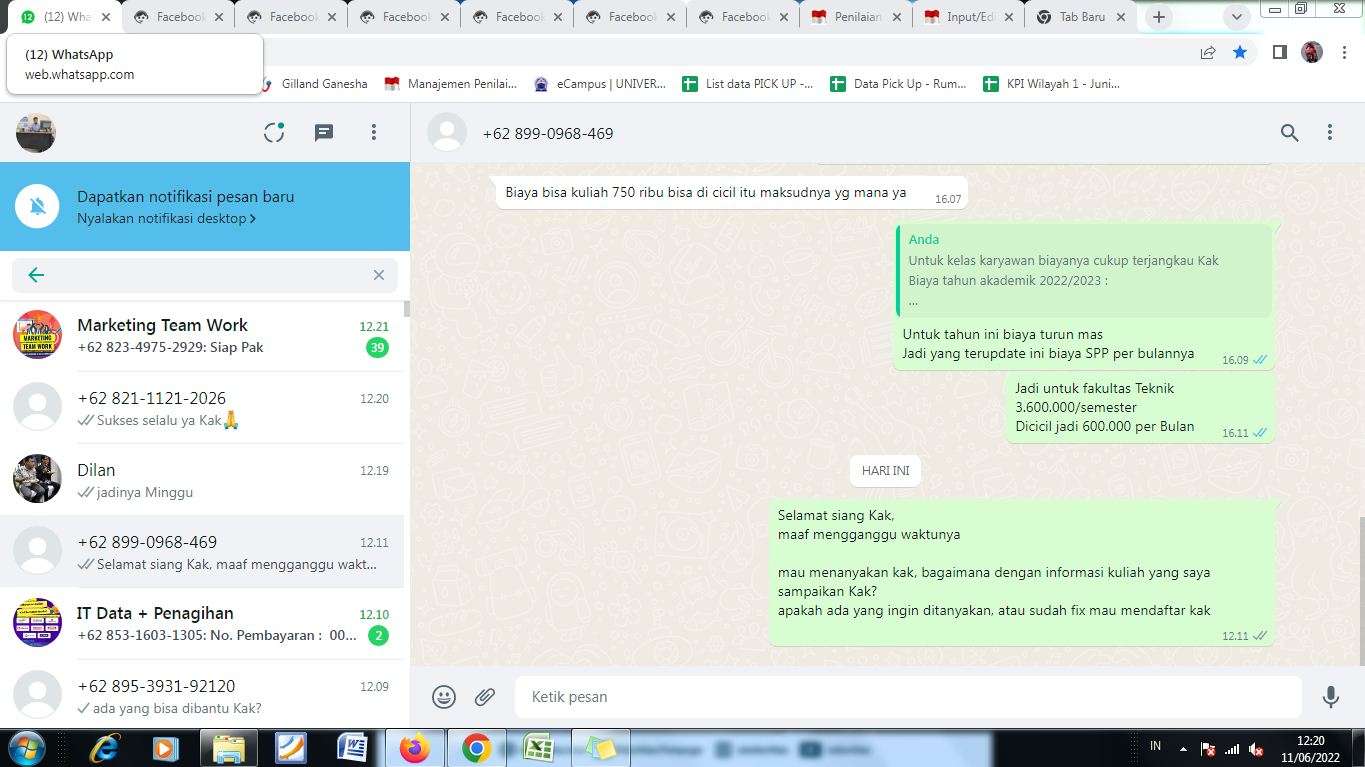 (12) Wha
Facebook
Facebook
Facebook
Facebook
Facebook
Facebook
Penilaian
Input/Edi
Tab Baru
(12) WhatsApp
web.whatsapp.com
Gilland Ganesha
Manajemen Penilai...
eCampus | UNIVER...
List data PICK UP -...
Data Pick Up - Rum...
KPI Wilayah 1 - Juni...
+62 899-0968-469
Dapatkan notifikasi pesan baru
Nyalakan notifikasi desktop
Marketing Team Work
12.21
+62 823-4975-2929: Siap Pak
39
+62 821-1121-2026
12.20
Sukses selalu ya Kak🙏
Dilan
12.19
jadinya Minggu
+62 899-0968-469
12.11
Selamat siang Kak, maaf mengganggu wakt...
IT Data + Penagihan
12.10
+62 853-1603-1305: No. Pembayaran : 00...
2
+62 895-3931-92120
12.09
ada yang bisa dibantu Kak?
Biaya bisa kuliah 750 ribu bisa di cicil itu maksudnya yg mana ya
16.07
Anda
Untuk kelas karyawan biayanya cukup terjangkau Kak
Biaya tahun akademik 2022/2023 :
...
Untuk tahun ini biaya turun mas
Jadi yang terupdate ini biaya SPP per bulannya
16.09
Jadi untuk fakultas Teknik
3.600.000/semester
Dicicil jadi 600.000 per Bulan
16.11
HARI INI
Selamat siang Kak,
maaf mengganggu waktunya
mau menanyakan kak, bagaimana dengan informasi kuliah yang saya
sampaikan Kak?
apakah ada yang ingin ditanyakan, atau sudah fix mau mendaftar kak
12.11
Ketik pesan
IN
12:20
11/06/2022